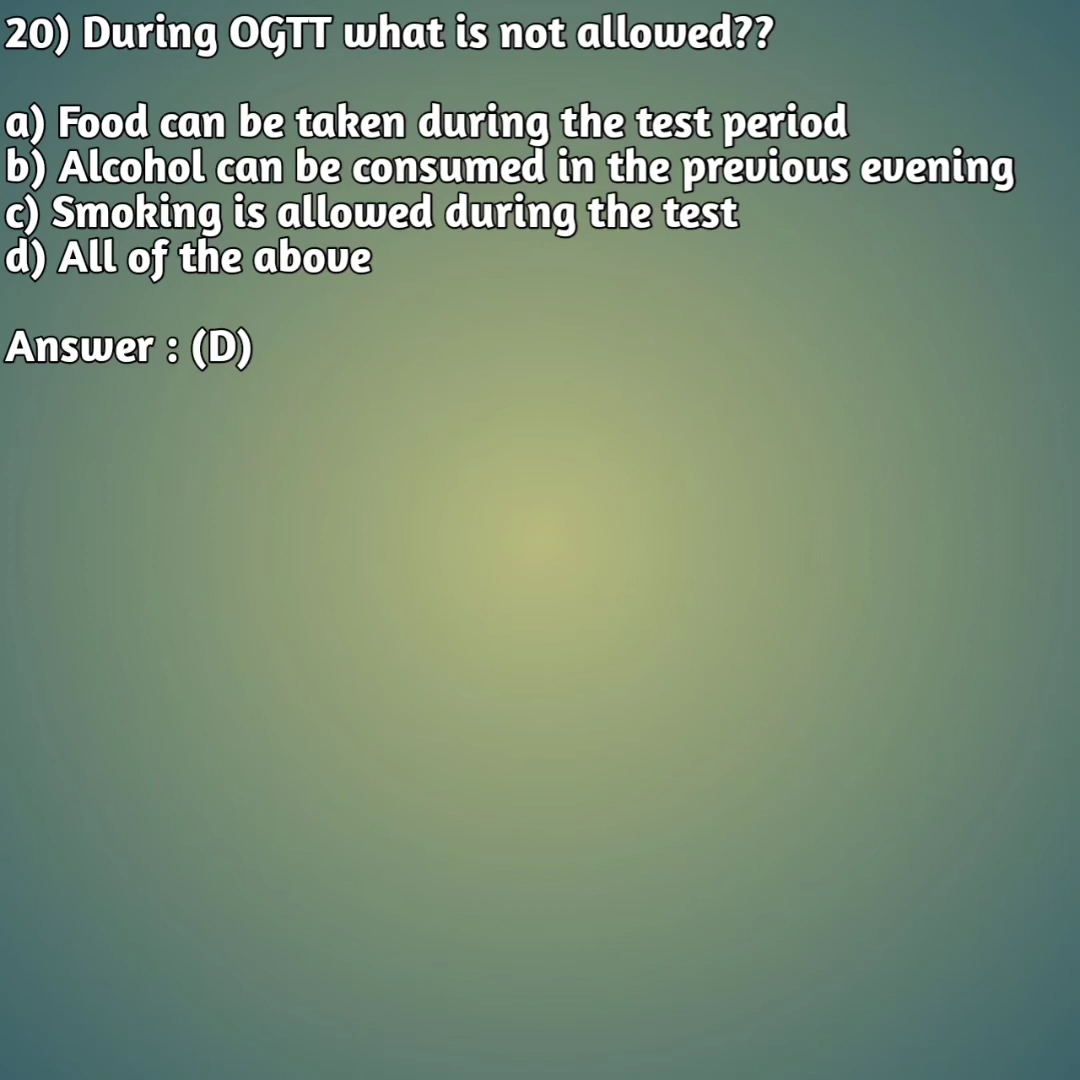 20) During OGTT what is not allowed??
a) Food can be taken during the test period
b) Alcohol can be consumed in the previous evening
c) Smoking is allowed during the test
d) All of the above
Answer : (D)